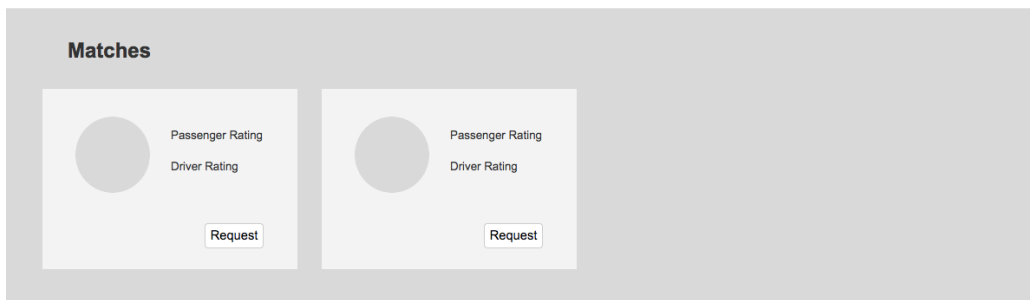 Matches
Passenger Rating
Driver Rating
Request
Passenger Rating
Driver Rating
Request